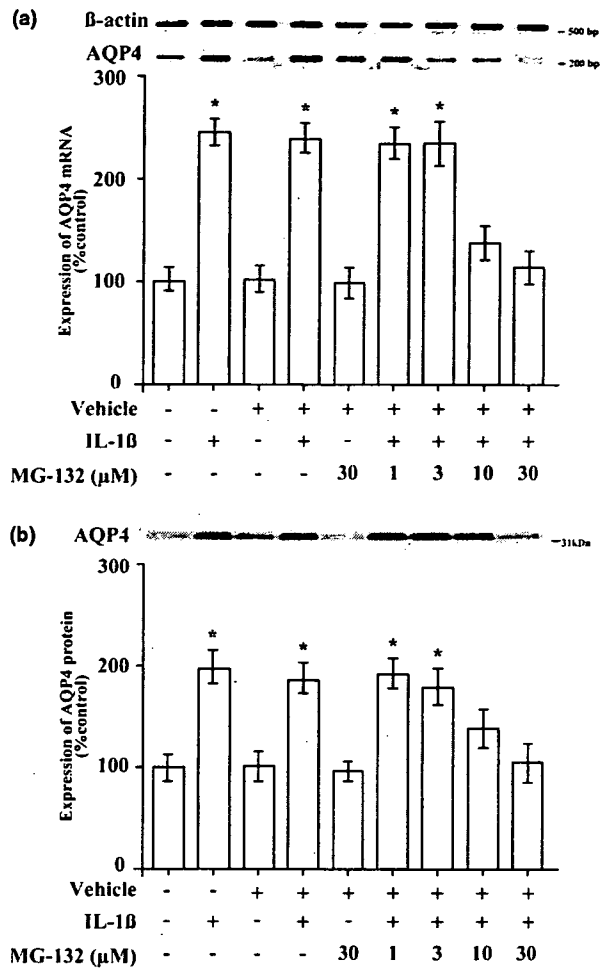 (a) ß-actin
– 500 bp
AQP4
– 200 bp
300
200
100
0
Expression of AQP4 mRNA
(%control)
* * * *
Vehicle - - + + + + + + +
IL-1ß - + - + - + + + +
MG-132 (µM) - - - - 30 1 3 10 30
(b) AQP4
–31kDa
300
200
100
0
Expression of AQP4 protein
(%control)
* * * *
Vehicle - - + + + + + + +
IL-1ß - + - + - + + + +
MG-132 (µM) - - - - 30 1 3 10 30